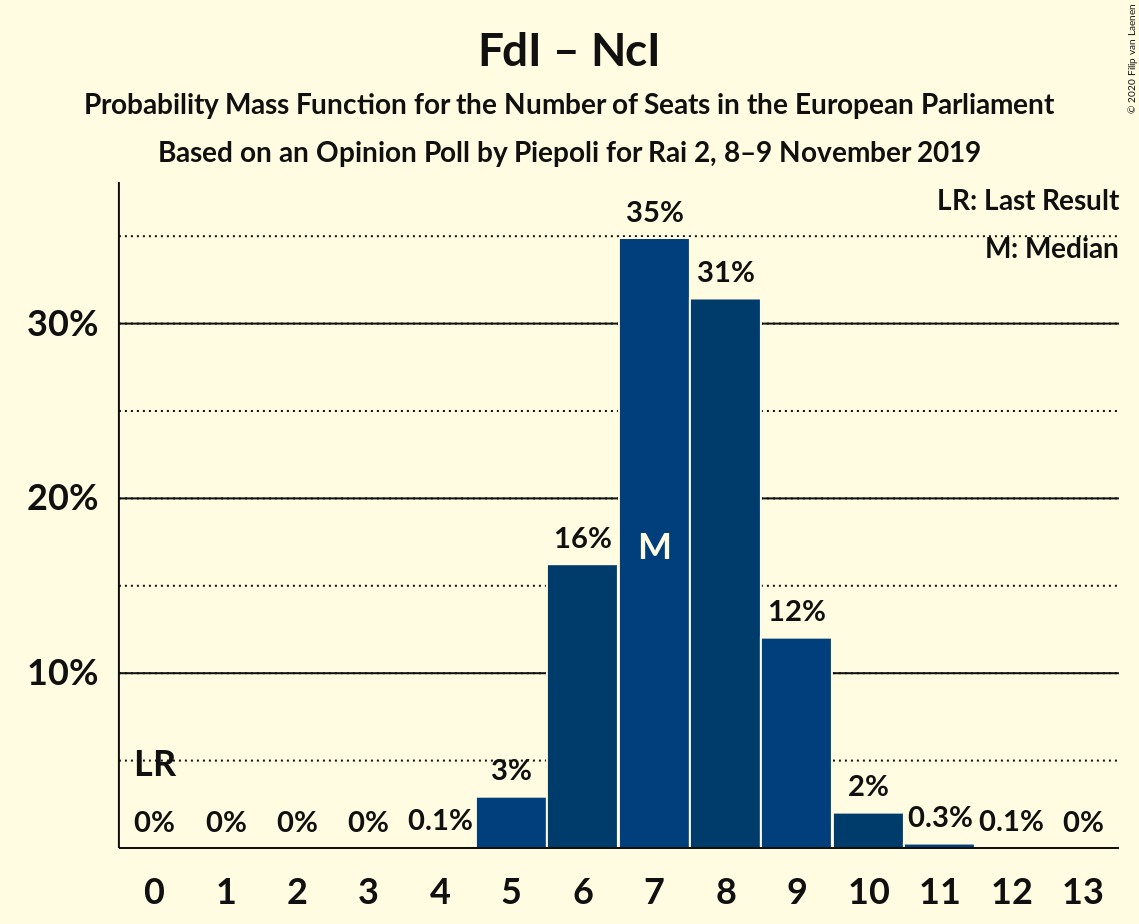 FdI – NcI
Probability Mass Function for the Number of Seats in the European Parliament
Based on an Opinion Poll by Piepoli for Rai 2, 8–9 November 2019
© 2020 Filip van Laenen
LR: Last Result
M: Median
35%
31%
30%
20%
16%
M
12%
10%
LR
3%
2%
0% 0% 0% 0% 0.1% 0.3% 0.1% 0%
0 1 2 3 4 5 6 7 8 9 10 11 12 13